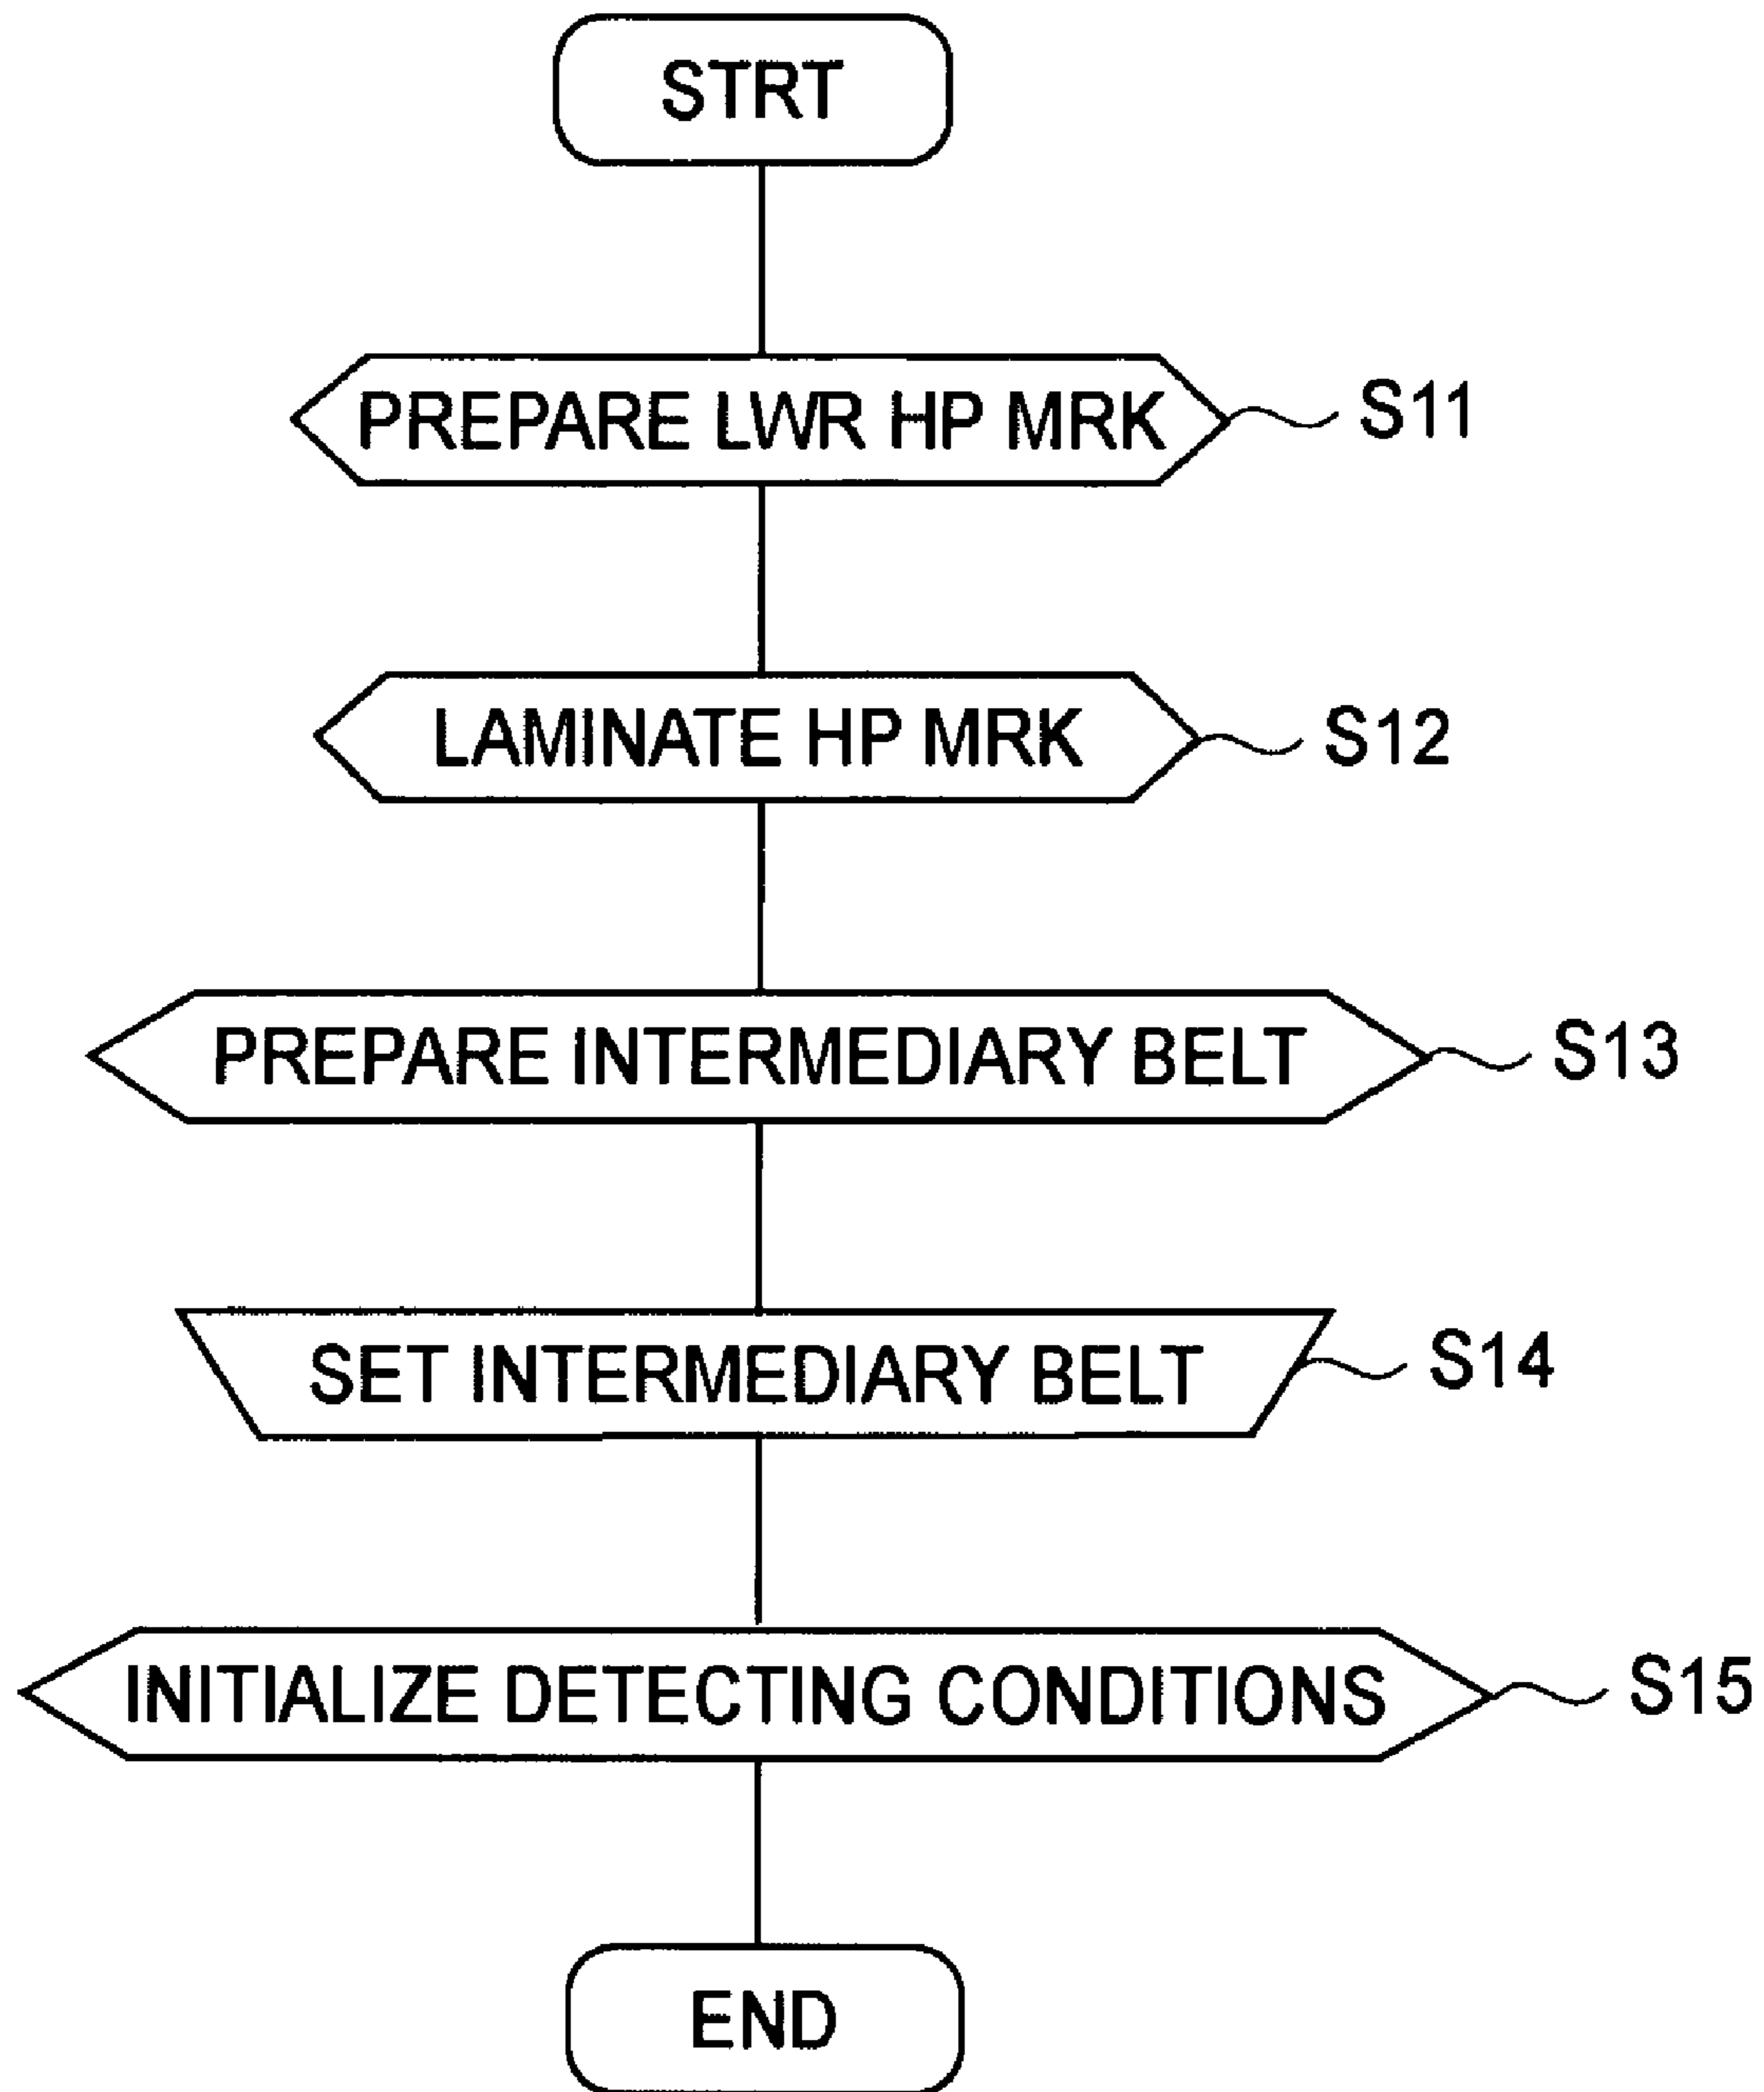 STRT
PREPARE LWR HP MRK S11
LAMINATE HP MRK S12
PREPARE INTERMEDIARY BELT S13
SET INTERMEDIARY BELT S14
INITIALIZE DETECTING CONDITIONS S15
END